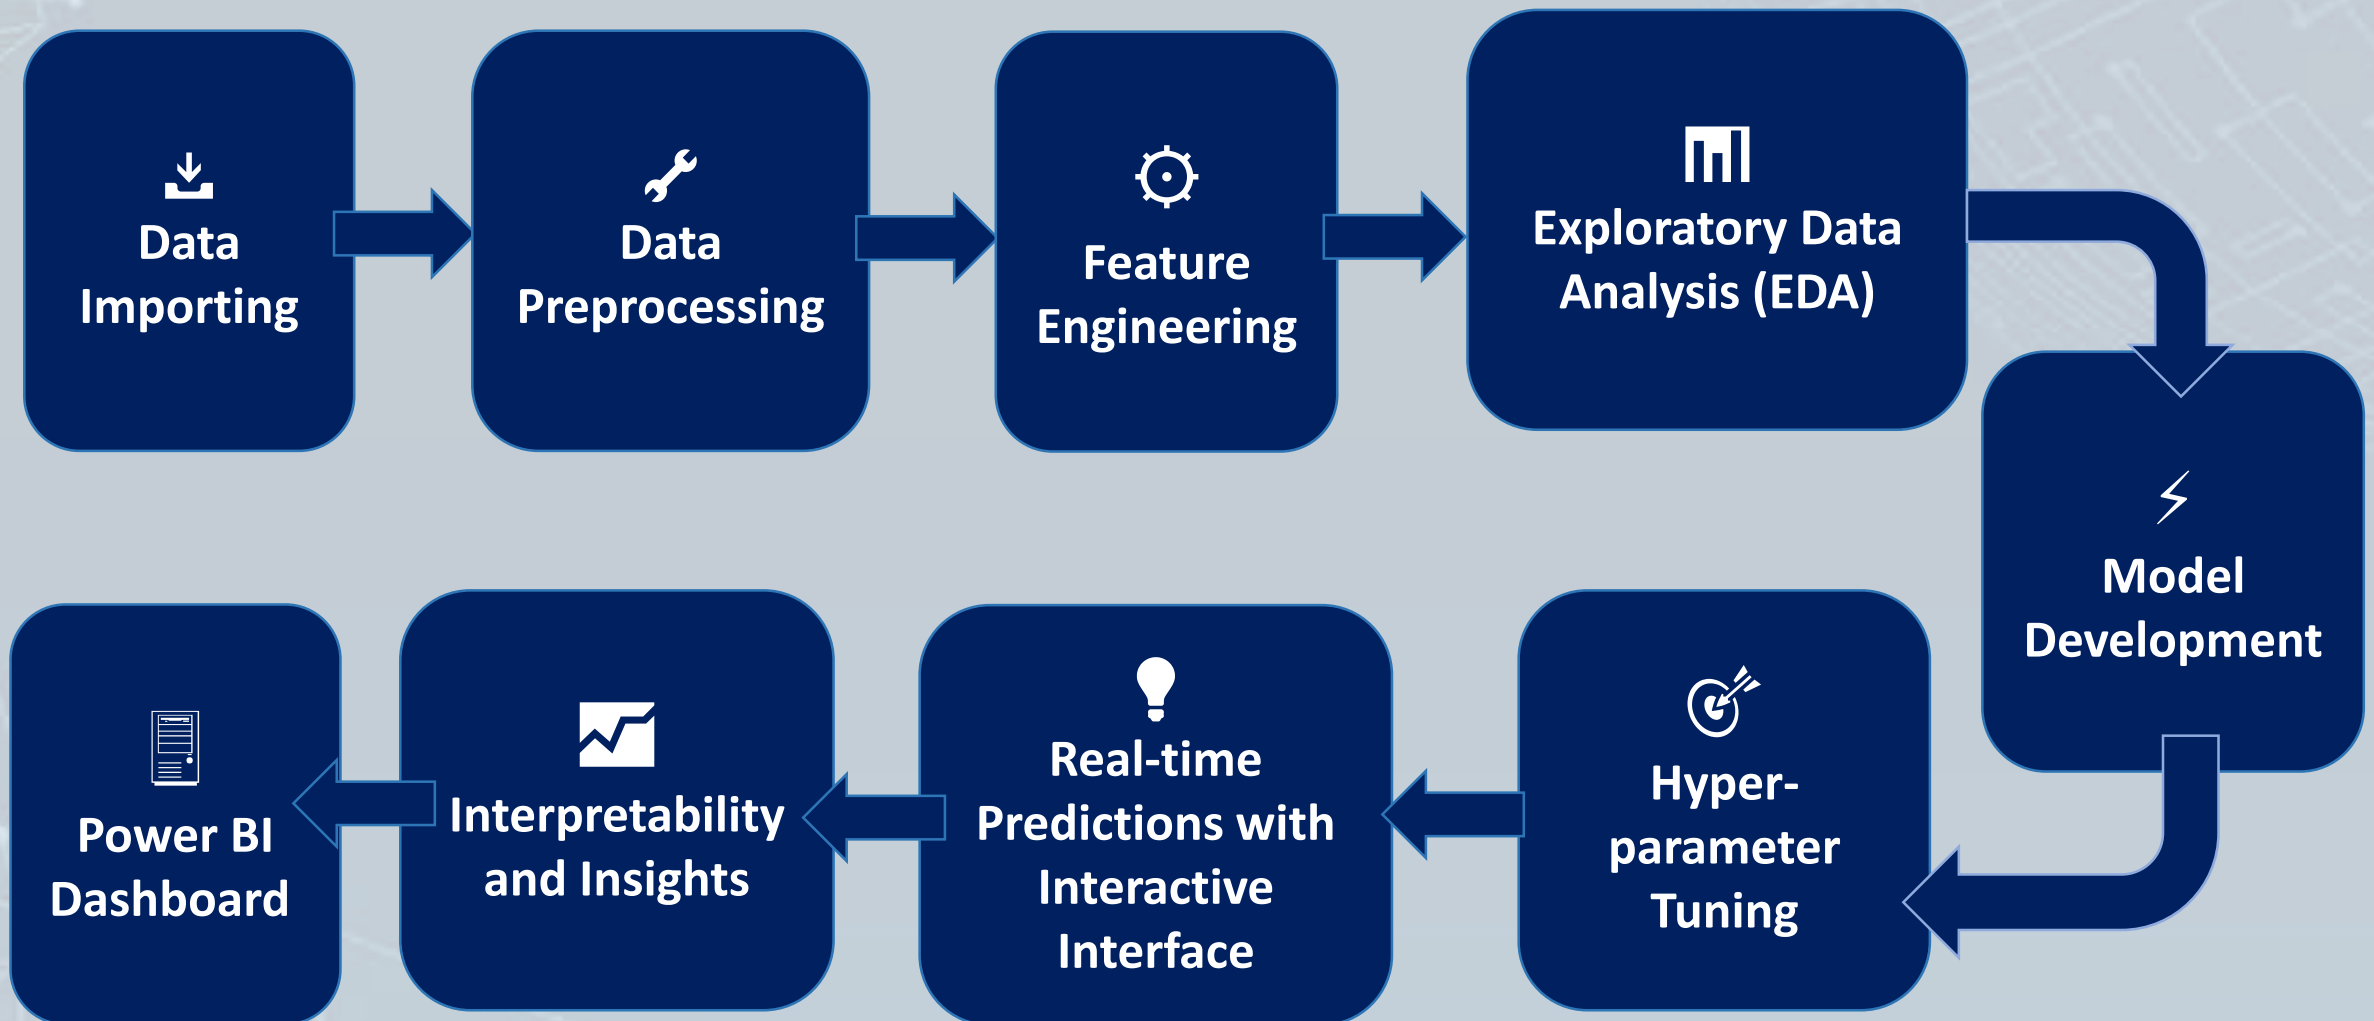 Data
Importing
Data
Preprocessing
Feature
Engineering
Exploratory Data
Analysis (EDA)
Model
Development
Hyper-
parameter
Tuning
Real-time
Predictions with
Interactive
Interface
Interpretability
and Insights
Power BI
Dashboard